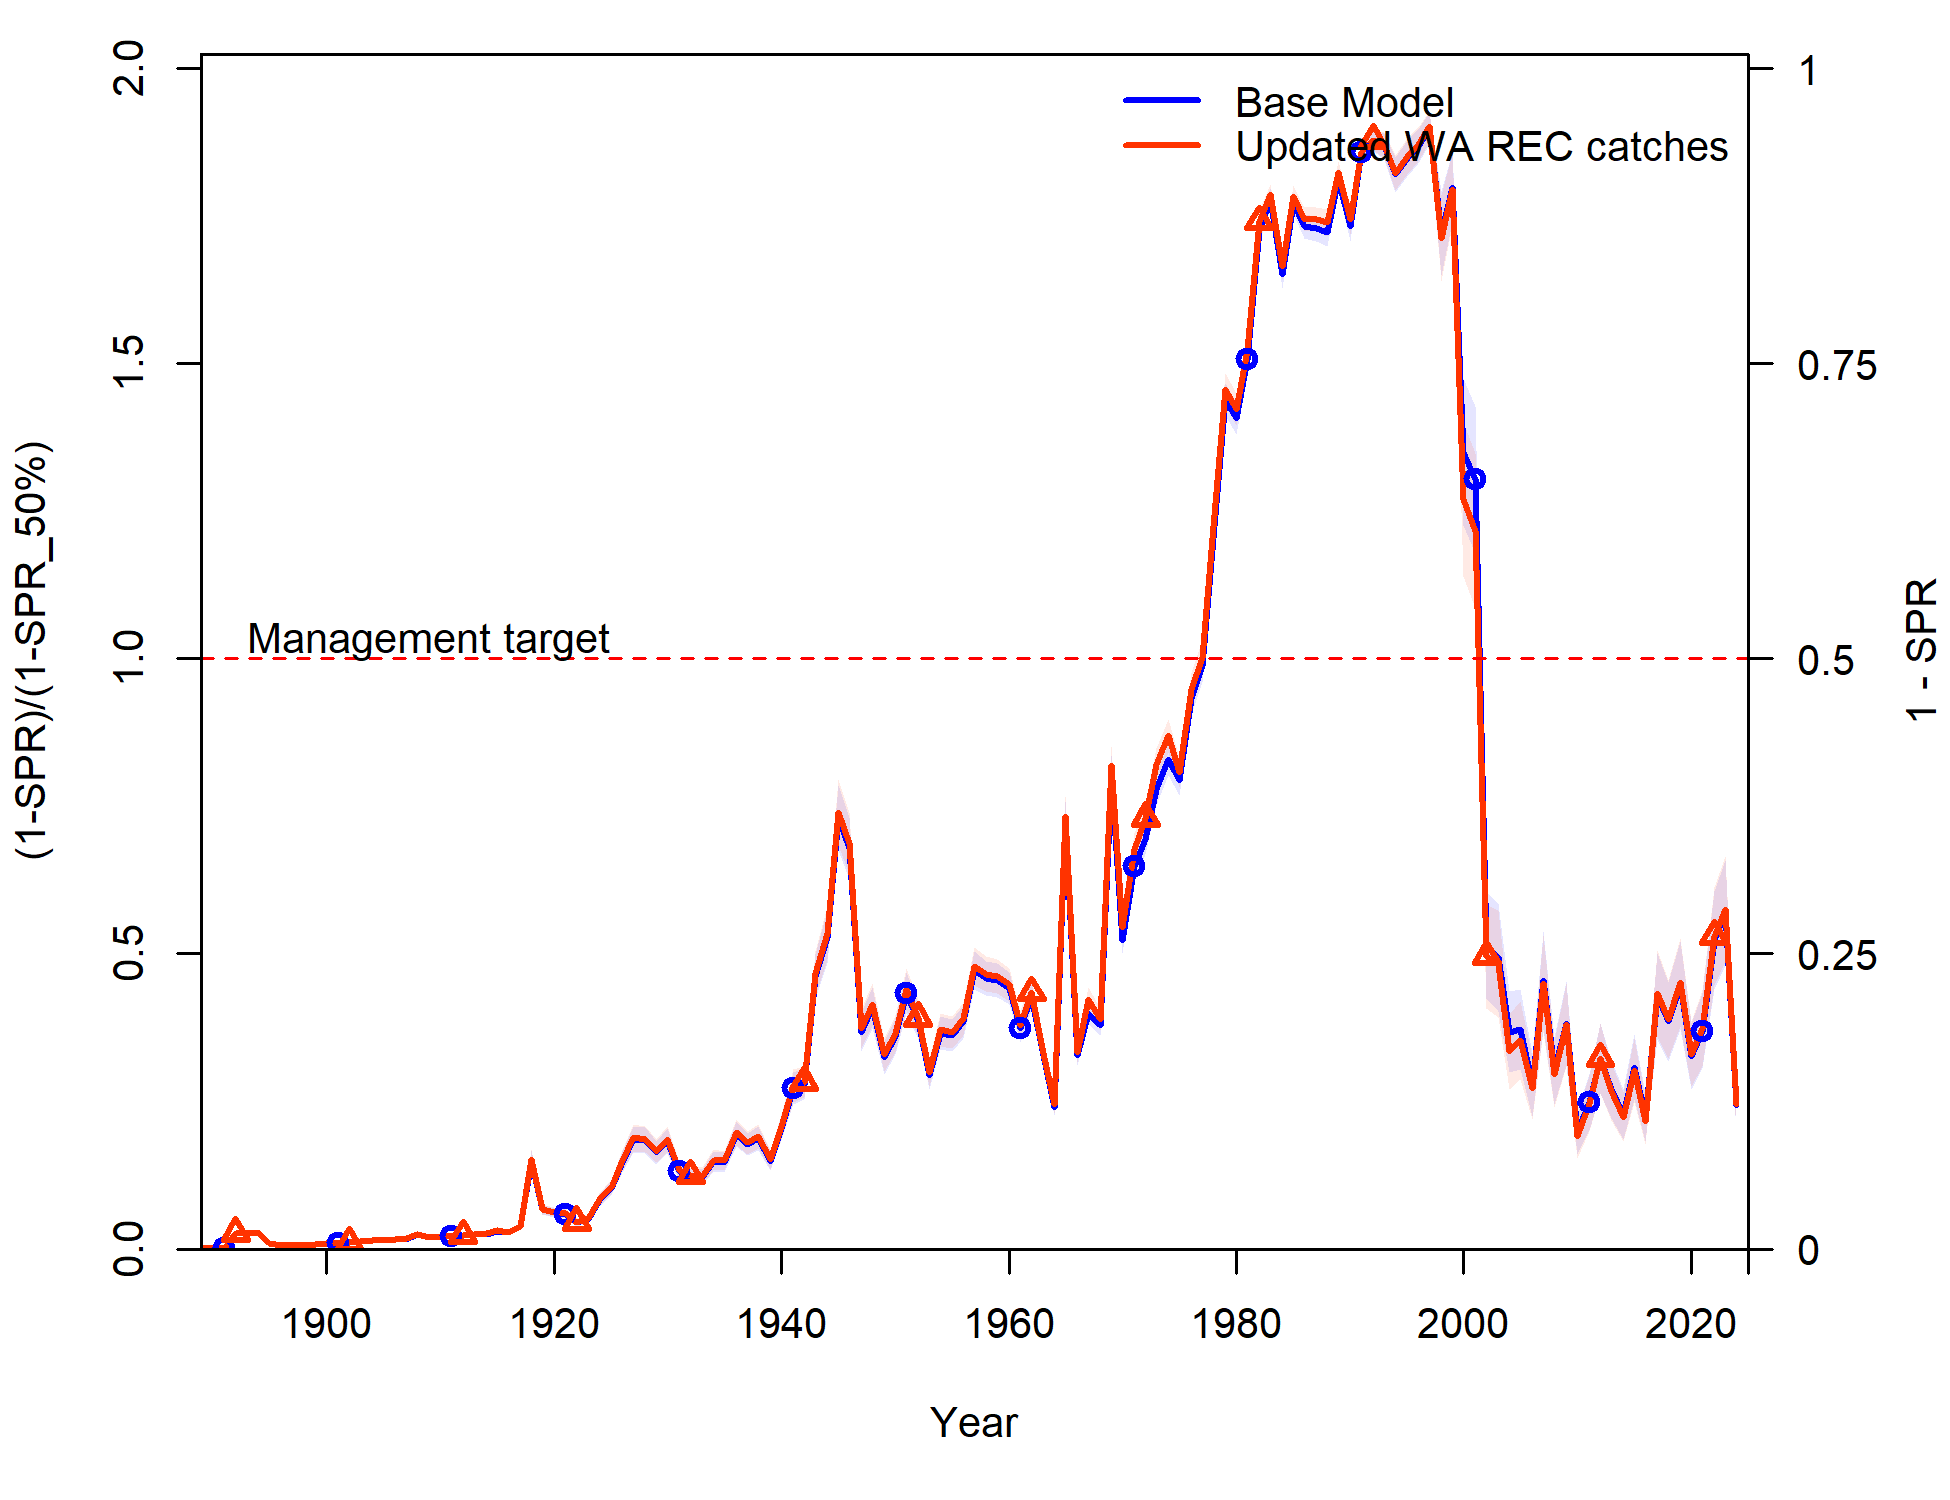 Base Model
Updated WA REC catches
Management target
(1-SPR)/(1-SPR_50%)
0.0
0.5
1.0
1.5
2.0
1 - SPR
0
0.25
0.5
0.75
1
1900
1920
1940
1960
1980
2000
2020
Year